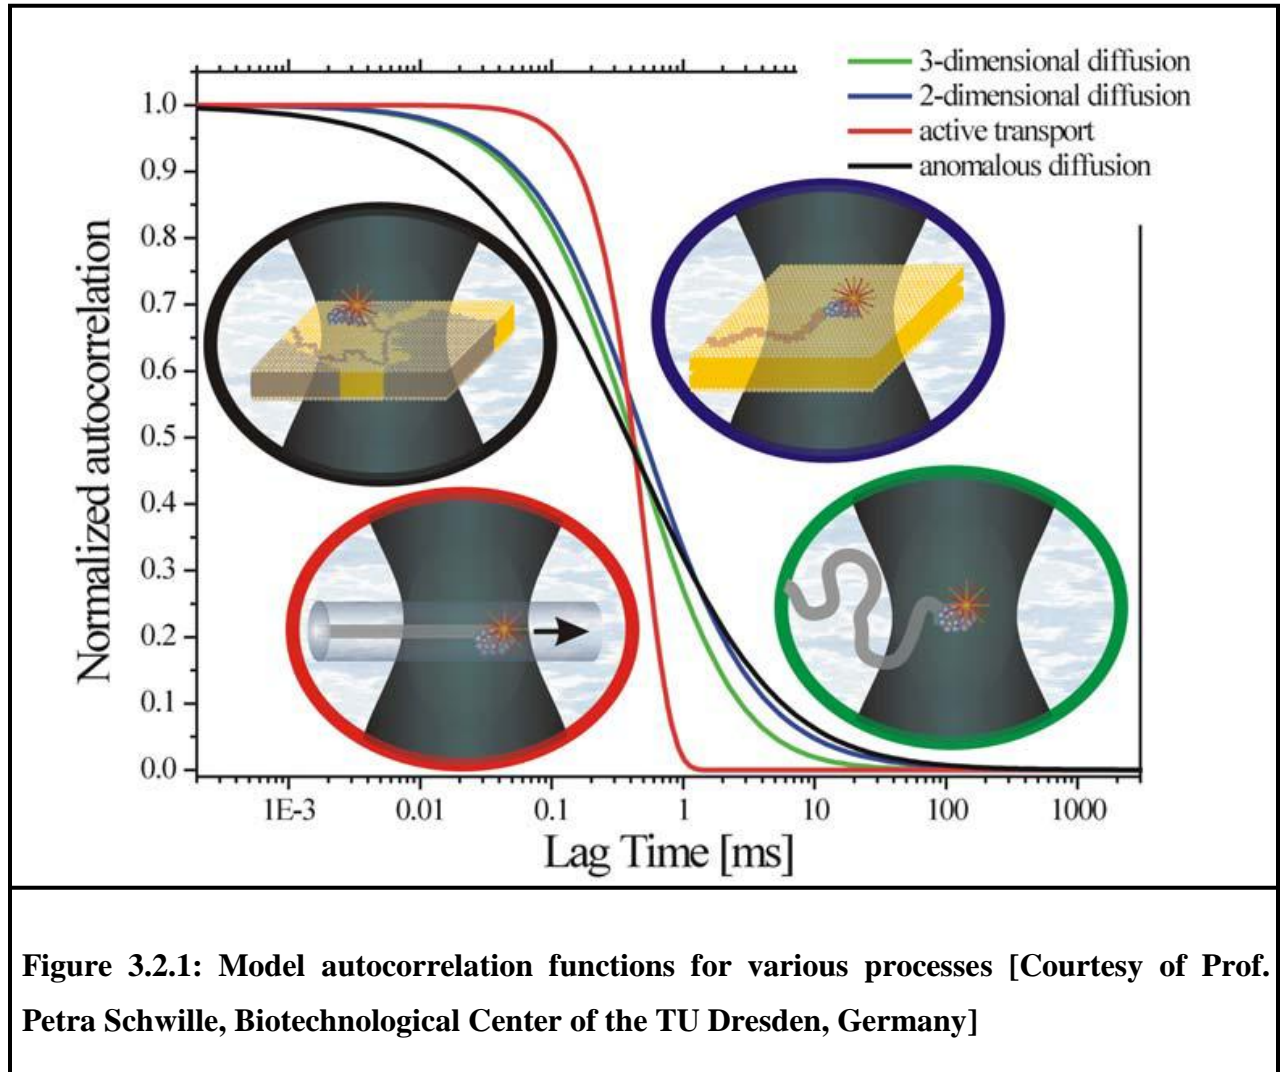 3-dimensional diffusion
2-dimensional diffusion
active transport
anomalous diffusion
Normalized autocorrelation
1.0
0.9
0.8
0.7
0.6
0.5
0.4
0.3
0.2
0.1
0.0
1E-3 0.01 0.1 1 10 100 1000
Lag Time [ms]
Figure 3.2.1: Model autocorrelation functions for various processes [Courtesy of Prof.
Petra Schwille, Biotechnological Center of the TU Dresden, Germany]